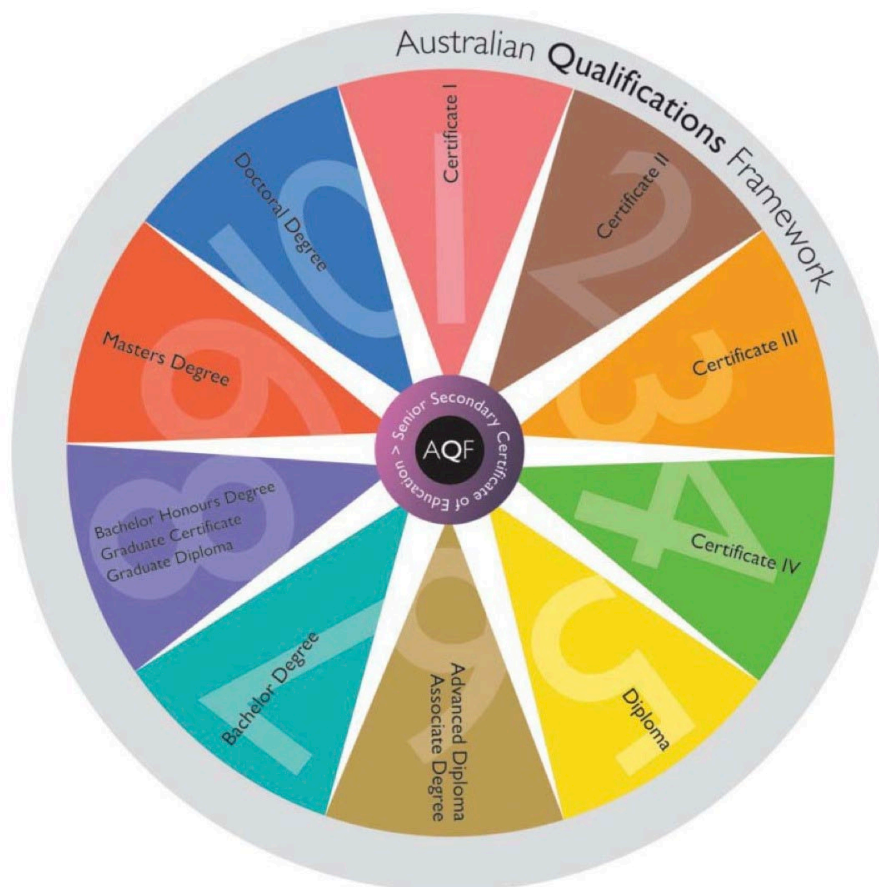 Australian Qualifications Framework
1
Certificate I
2
Certificate II
3
Certificate III
4
Certificate IV
5
Diploma
6
Advanced Diploma
Associate Degree
7
Bachelor Degree
8
Bachelor Honours Degree
Graduate Certificate
Graduate Diploma
9
Masters Degree
10
Doctoral Degree
Senior Secondary Certificate of Education >
AQF